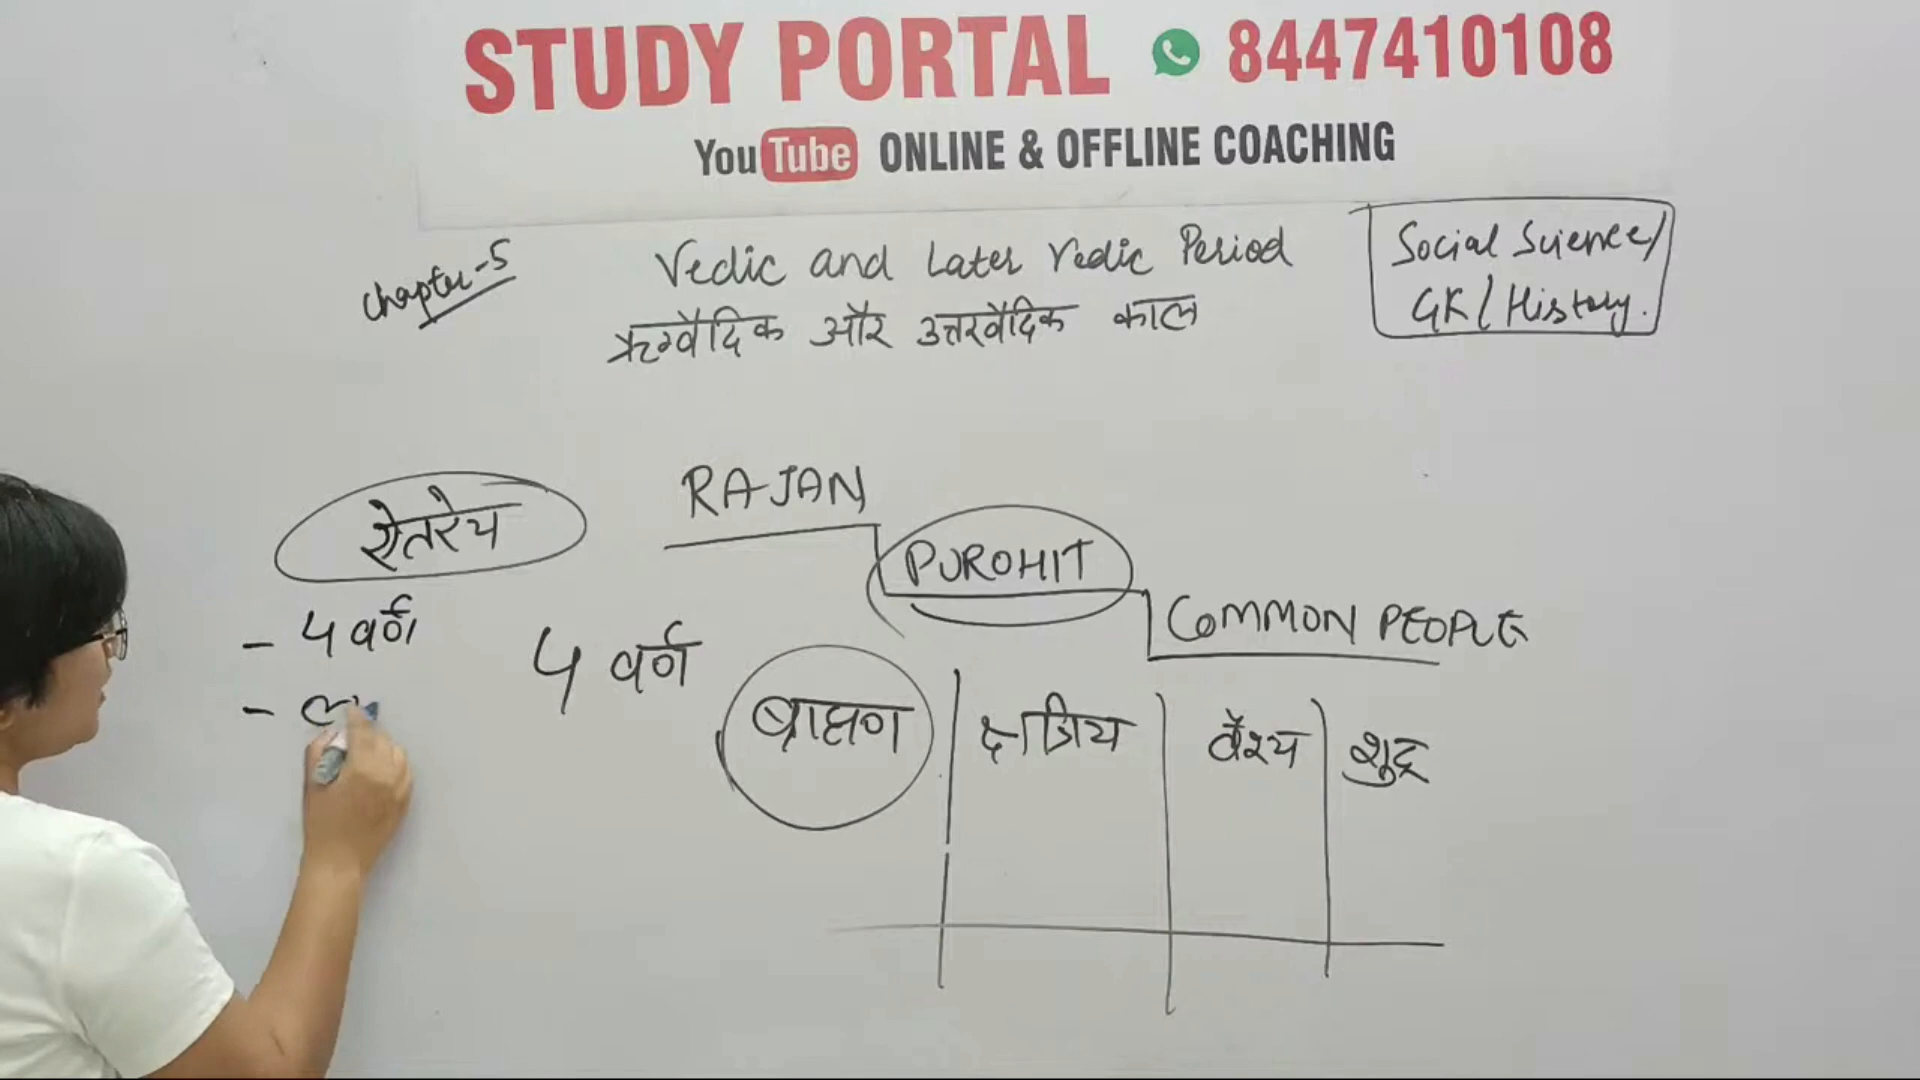 STUDY PORTAL 8447410108
YouTube ONLINE & OFFLINE COACHING
Chapter-5
Vedic and Later Vedic Period
ऋग्वैदिक और उत्तरवैदिक काल
Social Science/
GK/History.
ऐतरेय
RAJAN
PUROHIT
COMMON PEOPLE
- 4 वर्ण
4 वर्ण
ब्राह्मण
क्षत्रिय
वैश्य
शुद्र
-